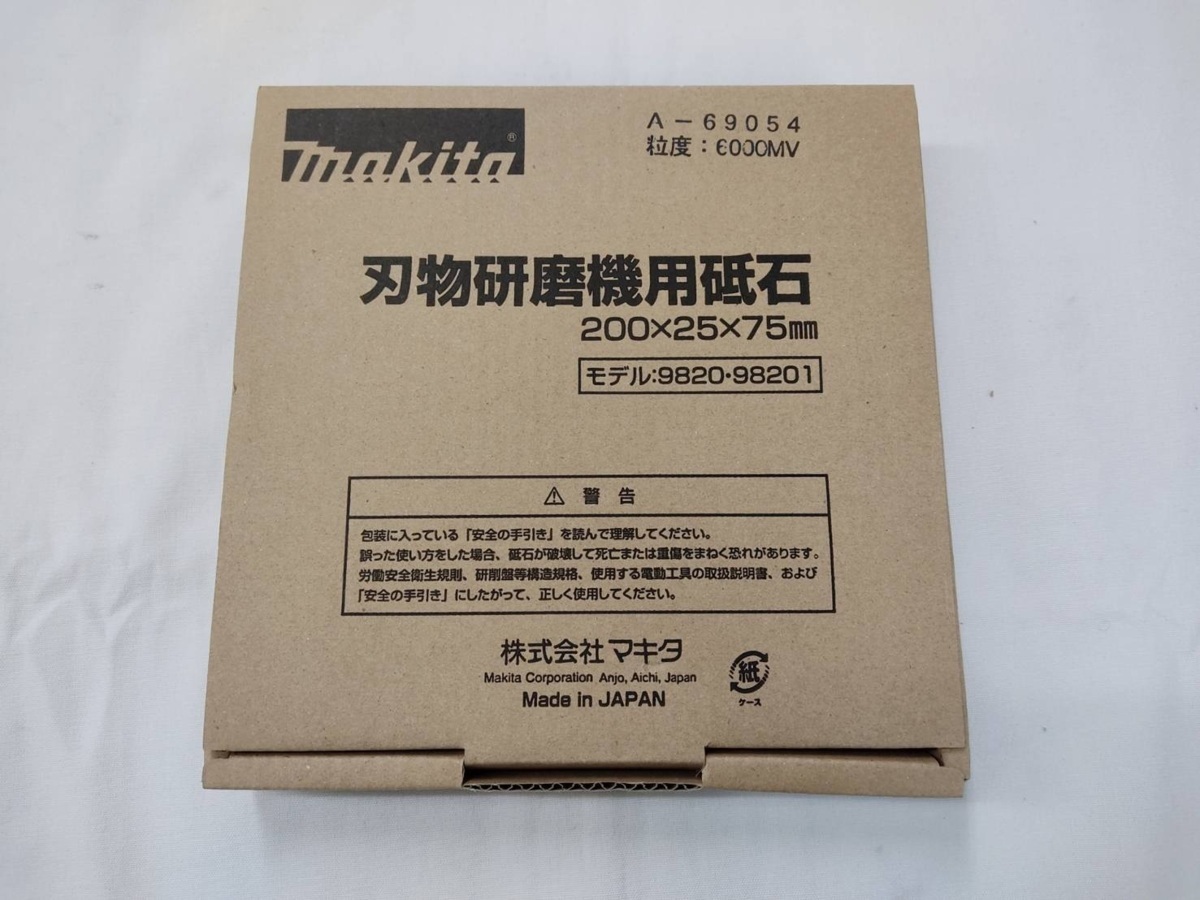 makita®
A-69054
粒度：6000MV
刃物研磨機用砥石
200×25×75mm
モデル:9820・98201
⚠ 警告
包装に入っている「安全の手引き」を読んで理解してください。
誤った使い方をした場合、砥石が破壊して死亡または重傷をまねく恐れがあります。
労働安全衛生規則、研削盤等構造規格、使用する電動工具の取扱説明書、および
「安全の手引き」にしたがって、正しく使用してください。
株式会社マキタ
Makita Corporation Anjo, Aichi, Japan
Made in JAPAN
紙
ケース